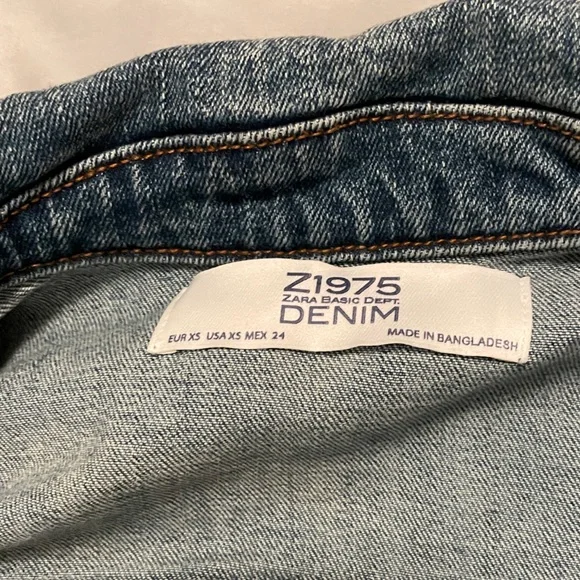 Z1975
ZARA BASIC DEPT.
DENIM
EUR XS USA XS MEX 24 MADE IN BANGLADESH